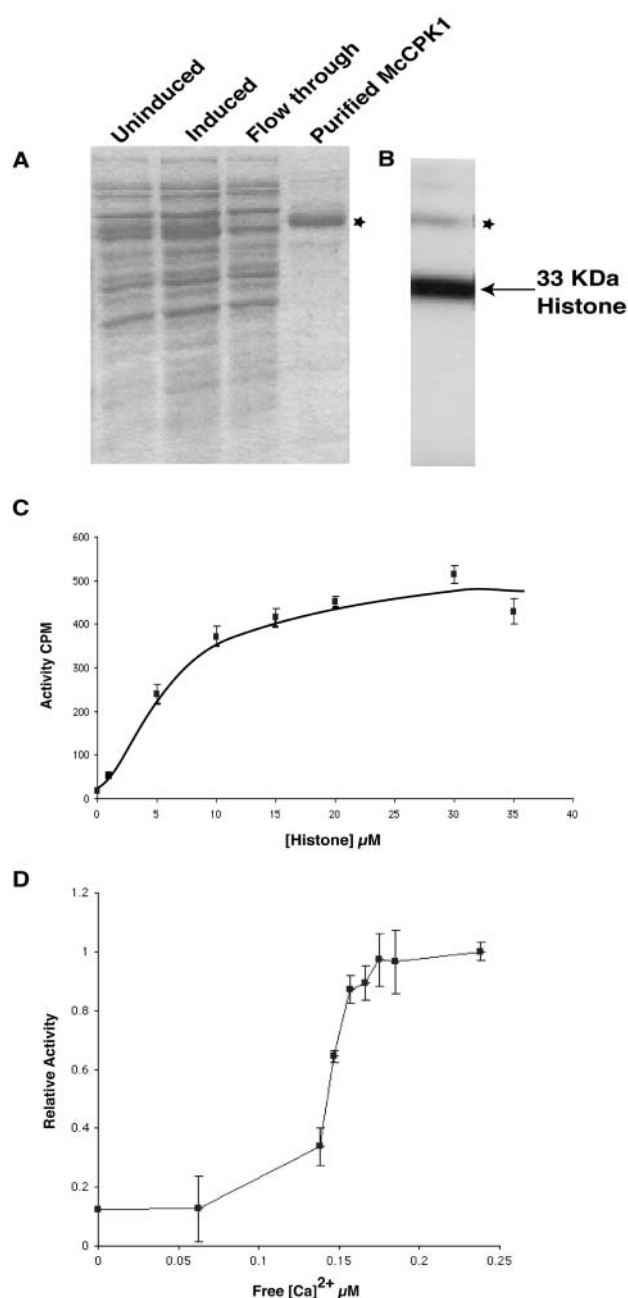 Uninduced
Induced
Flow through
Purified McCPK1
A
B
33 KDa
Histone
C
600
500
400
300
200
100
0
Activity CPM
0 5 10 15 20 25 30 35 40
[Histone] µM
D
1.2
1
0.8
0.6
0.4
0.2
0
Relative Activity
0 0.05 0.1 0.15 0.2 0.25
Free [Ca]²⁺ µM